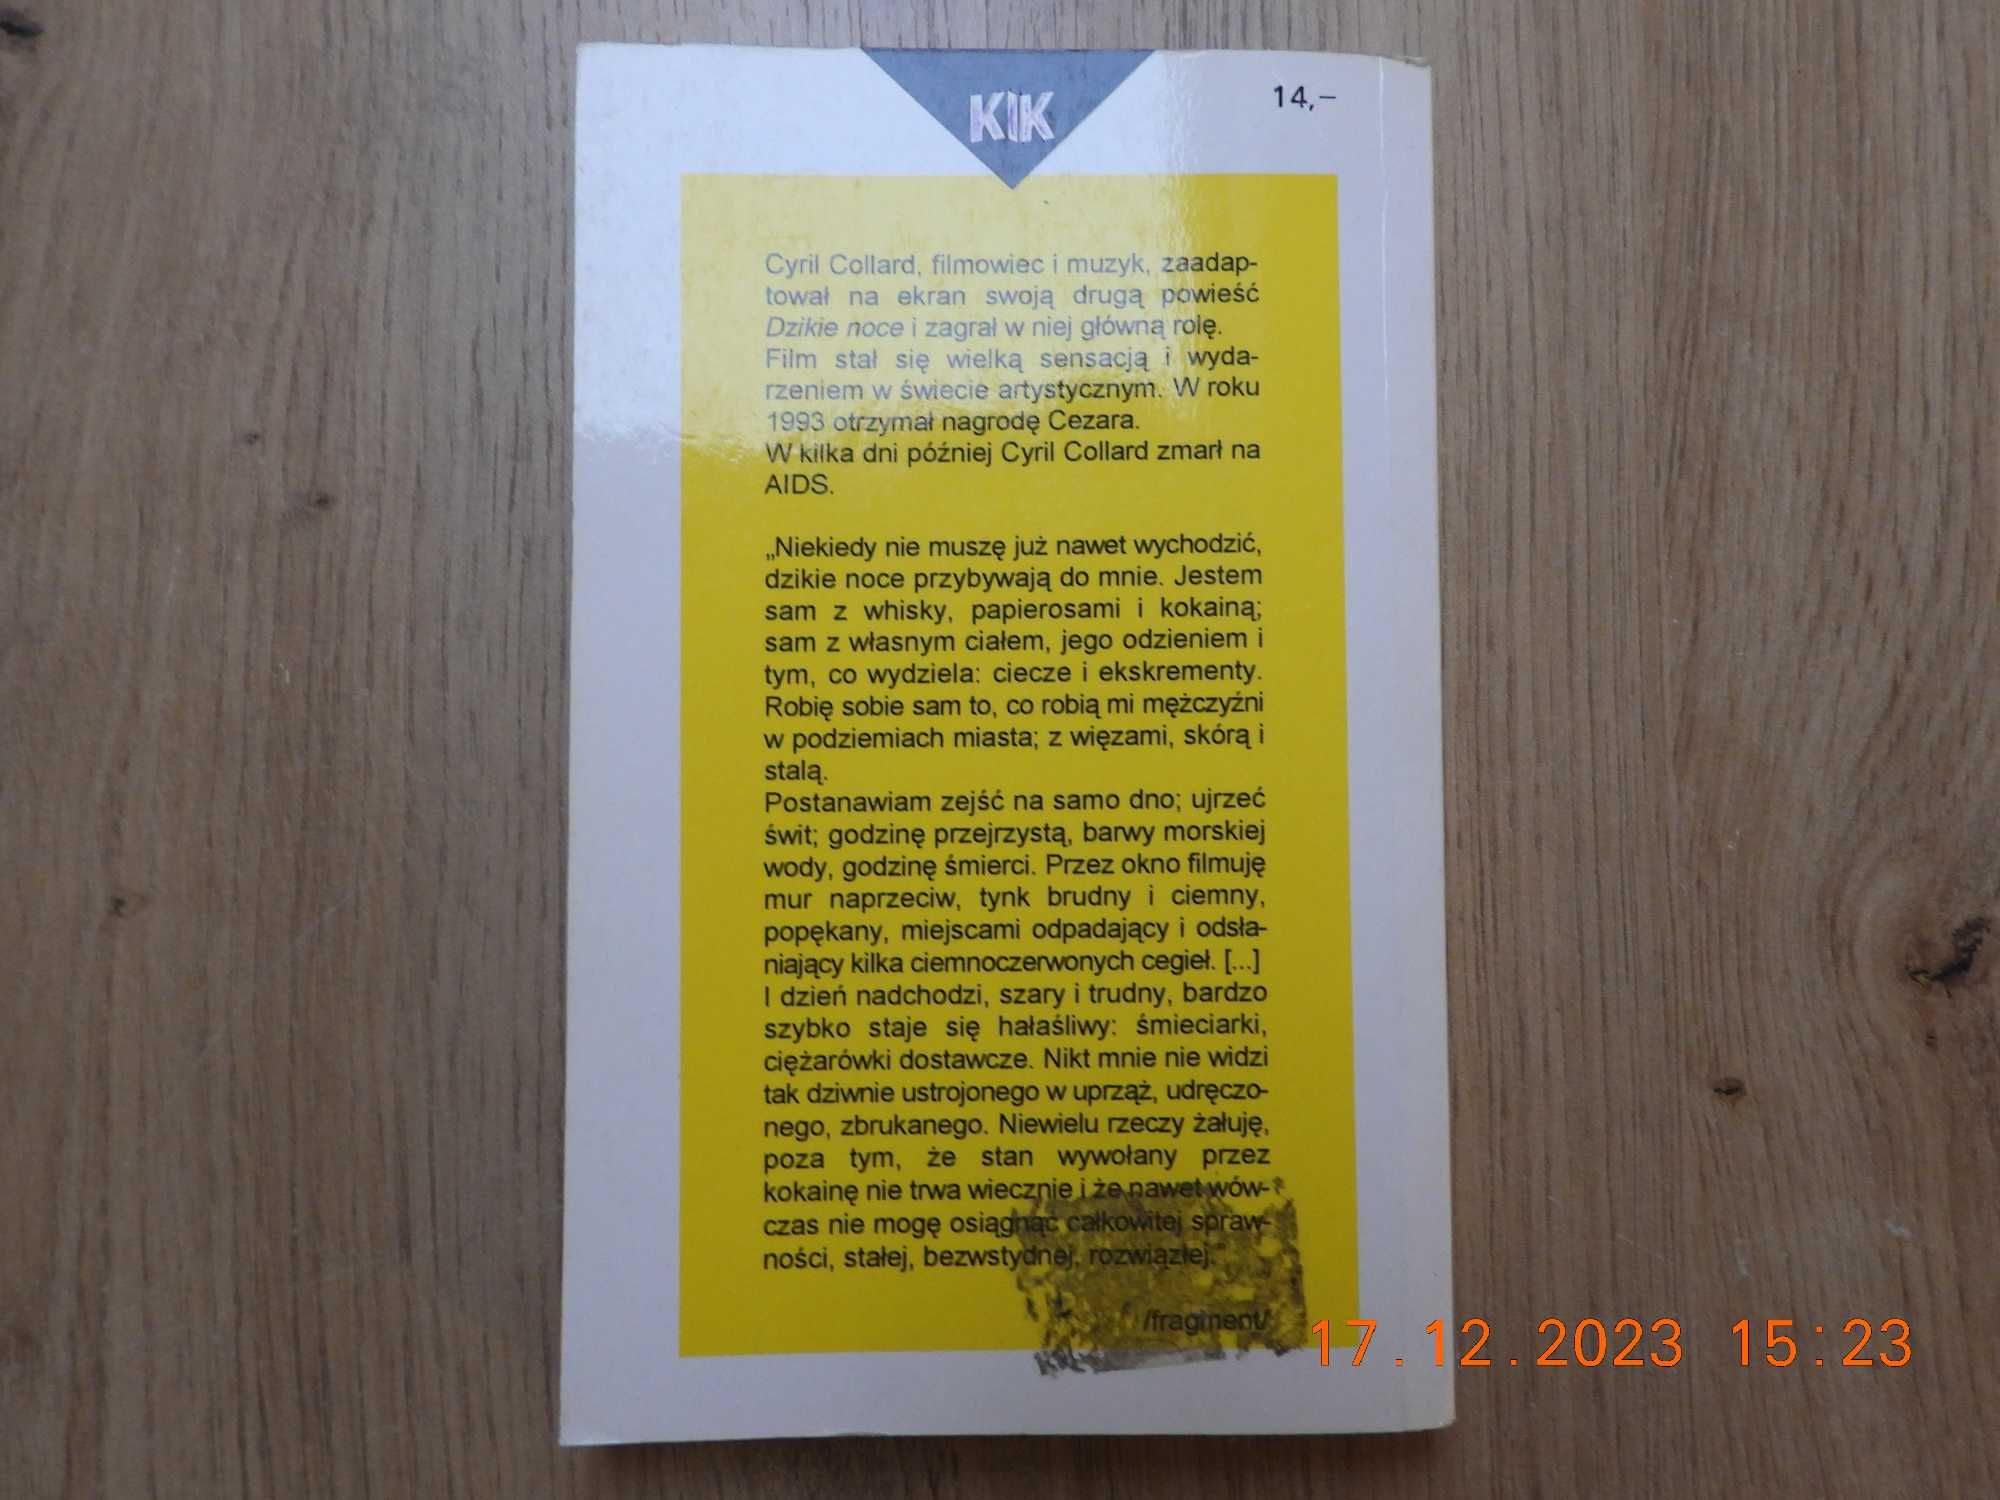 KIK
14,–
Cyril Collard, filmowiec i muzyk, zaadap-
tował na ekran swoją drugą powieść
Dzikie noce i zagrał w niej główną rolę.
Film stał się wielką sensacją i wyda-
rzeniem w świecie artystycznym. W roku
1993 otrzymał nagrodę Cezara.
W kilka dni później Cyril Collard zmarł na
AIDS.
„Niekiedy nie muszę już nawet wychodzić,
dzikie noce przybywają do mnie. Jestem
sam z whisky, papierosami i kokainą;
sam z własnym ciałem, jego odzieniem i
tym, co wydziela: ciecze i ekskrementy.
Robię sobie sam to, co robią mi mężczyźni
w podziemiach miasta; z więzami, skórą i
stalą.
Postanawiam zejść na samo dno; ujrzeć
świt; godzinę przejrzystą, barwy morskiej
wody, godzinę śmierci. Przez okno filmuję
mur naprzeciw, tynk brudny i ciemny,
popękany, miejscami odpadający i odsła-
niający kilka ciemnoczerwonych cegieł. [...]
I dzień nadchodzi, szary i trudny, bardzo
szybko staje się hałaśliwy: śmieciarki,
ciężarówki dostawcze. Nikt mnie nie widzi
tak dziwnie ustrojonego w uprząż, udręczo-
nego, zbrukanego. Niewielu rzeczy żałuję,
poza tym, że stan wywołany przez
kokainę nie trwa wiecznie i że nawet wów-
czas nie mogę osiągnąć całkowitej spraw-
ności, stałej, bezwstydnej, rozwiązłej.”
/fragment/
17.12.2023 15:23